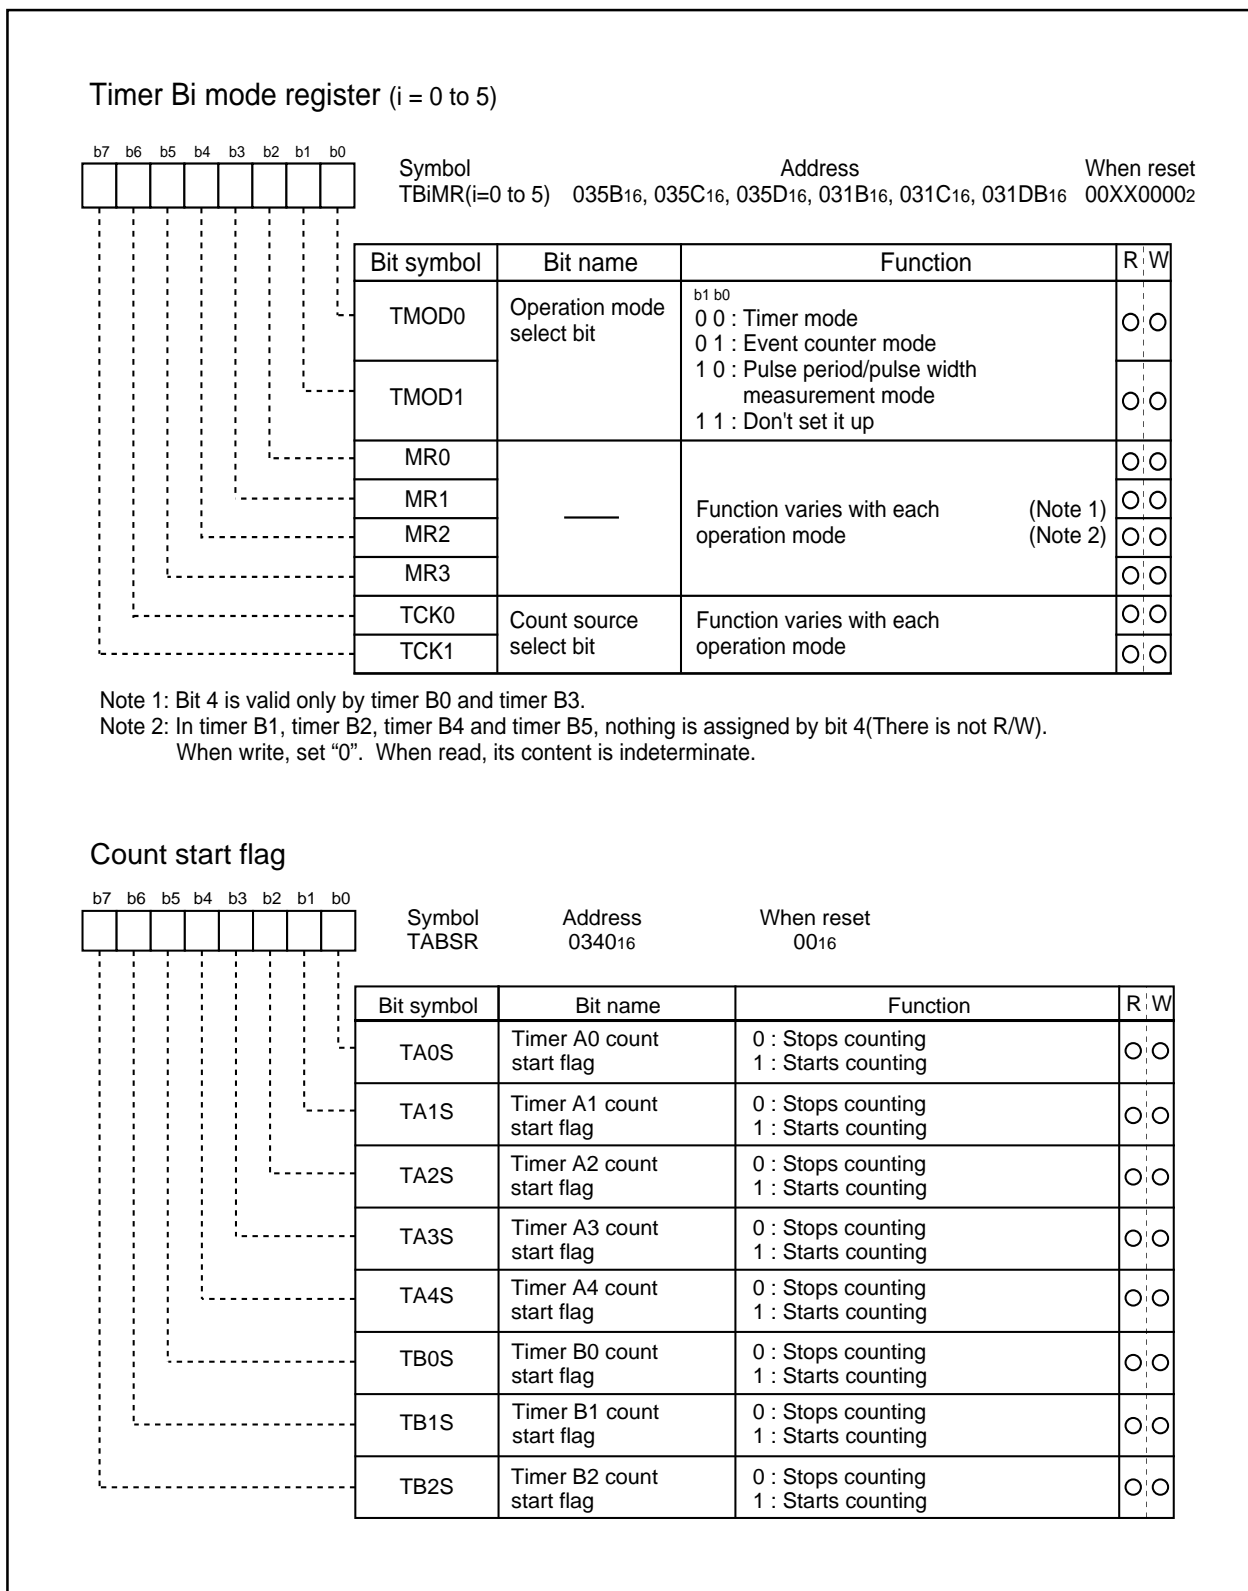 Timer Bi mode register (i = 0 to 5)
b7 b6 b5 b4 b3 b2 b1 b0
Symbol Address When reset
TBiMR(i=0 to 5) 035B16, 035C16, 035D16, 031B16, 031C16, 031DB16 00XX00002
Bit symbol Bit name Function R W
TMOD0 Operation mode select bit b1 b0
0 0 : Timer mode
0 1 : Event counter mode
TMOD1 1 0 : Pulse period/pulse width
measurement mode
1 1 : Don't set it up
MR0
MR1 Function varies with each (Note 1)
MR2 operation mode (Note 2)
MR3
TCK0 Count source Function varies with each
TCK1 select bit operation mode
Note 1: Bit 4 is valid only by timer B0 and timer B3.
Note 2: In timer B1, timer B2, timer B4 and timer B5, nothing is assigned by bit 4(There is not R/W).
When write, set “0”. When read, its content is indeterminate.
Count start flag
b7 b6 b5 b4 b3 b2 b1 b0
Symbol Address When reset
TABSR 034016 0016
Bit symbol Bit name Function R W
TA0S Timer A0 count 0 : Stops counting
start flag 1 : Starts counting
TA1S Timer A1 count 0 : Stops counting
start flag 1 : Starts counting
TA2S Timer A2 count 0 : Stops counting
start flag 1 : Starts counting
TA3S Timer A3 count 0 : Stops counting
start flag 1 : Starts counting
TA4S Timer A4 count 0 : Stops counting
start flag 1 : Starts counting
TB0S Timer B0 count 0 : Stops counting
start flag 1 : Starts counting
TB1S Timer B1 count 0 : Stops counting
start flag 1 : Starts counting
TB2S Timer B2 count 0 : Stops counting
start flag 1 : Starts counting